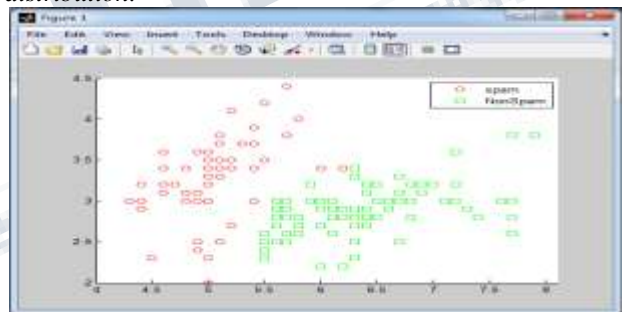 distribution.
Figure 1
File Edit View Insert Tools Desktop Window Help
4.5
4
3.5
3
2.5
2
spam
NonSpam
4 4.5 5 5.5 6 6.5 7 7.5 8